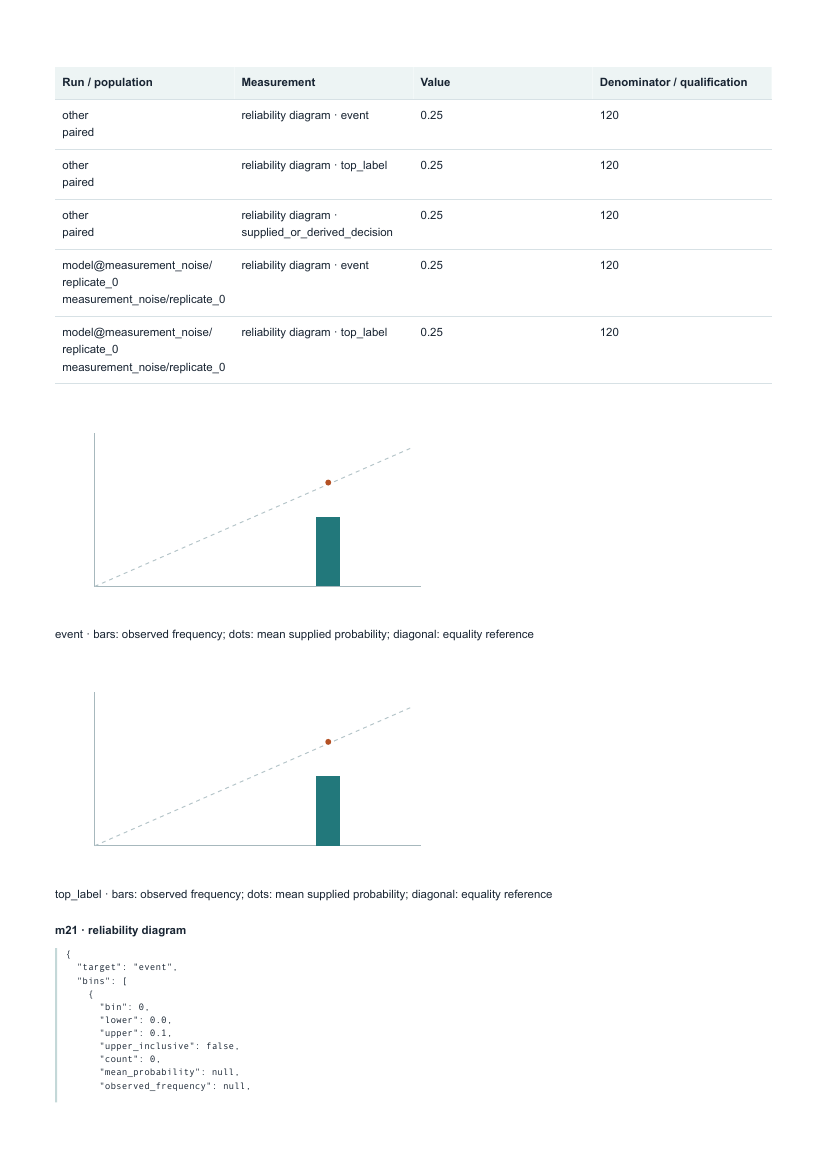 Run / population Measurement Value Denominator / qualification
other reliability diagram · event 0.25 120
paired
other reliability diagram · top_label 0.25 120
paired
other reliability diagram · 0.25 120
paired supplied_or_derived_decision
model@measurement_noise/ reliability diagram · event 0.25 120
replicate_0
measurement_noise/replicate_0
model@measurement_noise/ reliability diagram · top_label 0.25 120
replicate_0
measurement_noise/replicate_0
event · bars: observed frequency; dots: mean supplied probability; diagonal: equality reference
top_label · bars: observed frequency; dots: mean supplied probability; diagonal: equality reference
m21 · reliability diagram
{
"target": "event",
"bins": [
{
"bin": 0,
"lower": 0.0,
"upper": 0.1,
"upper_inclusive": false,
"count": 0,
"mean_probability": null,
"observed_frequency": null,